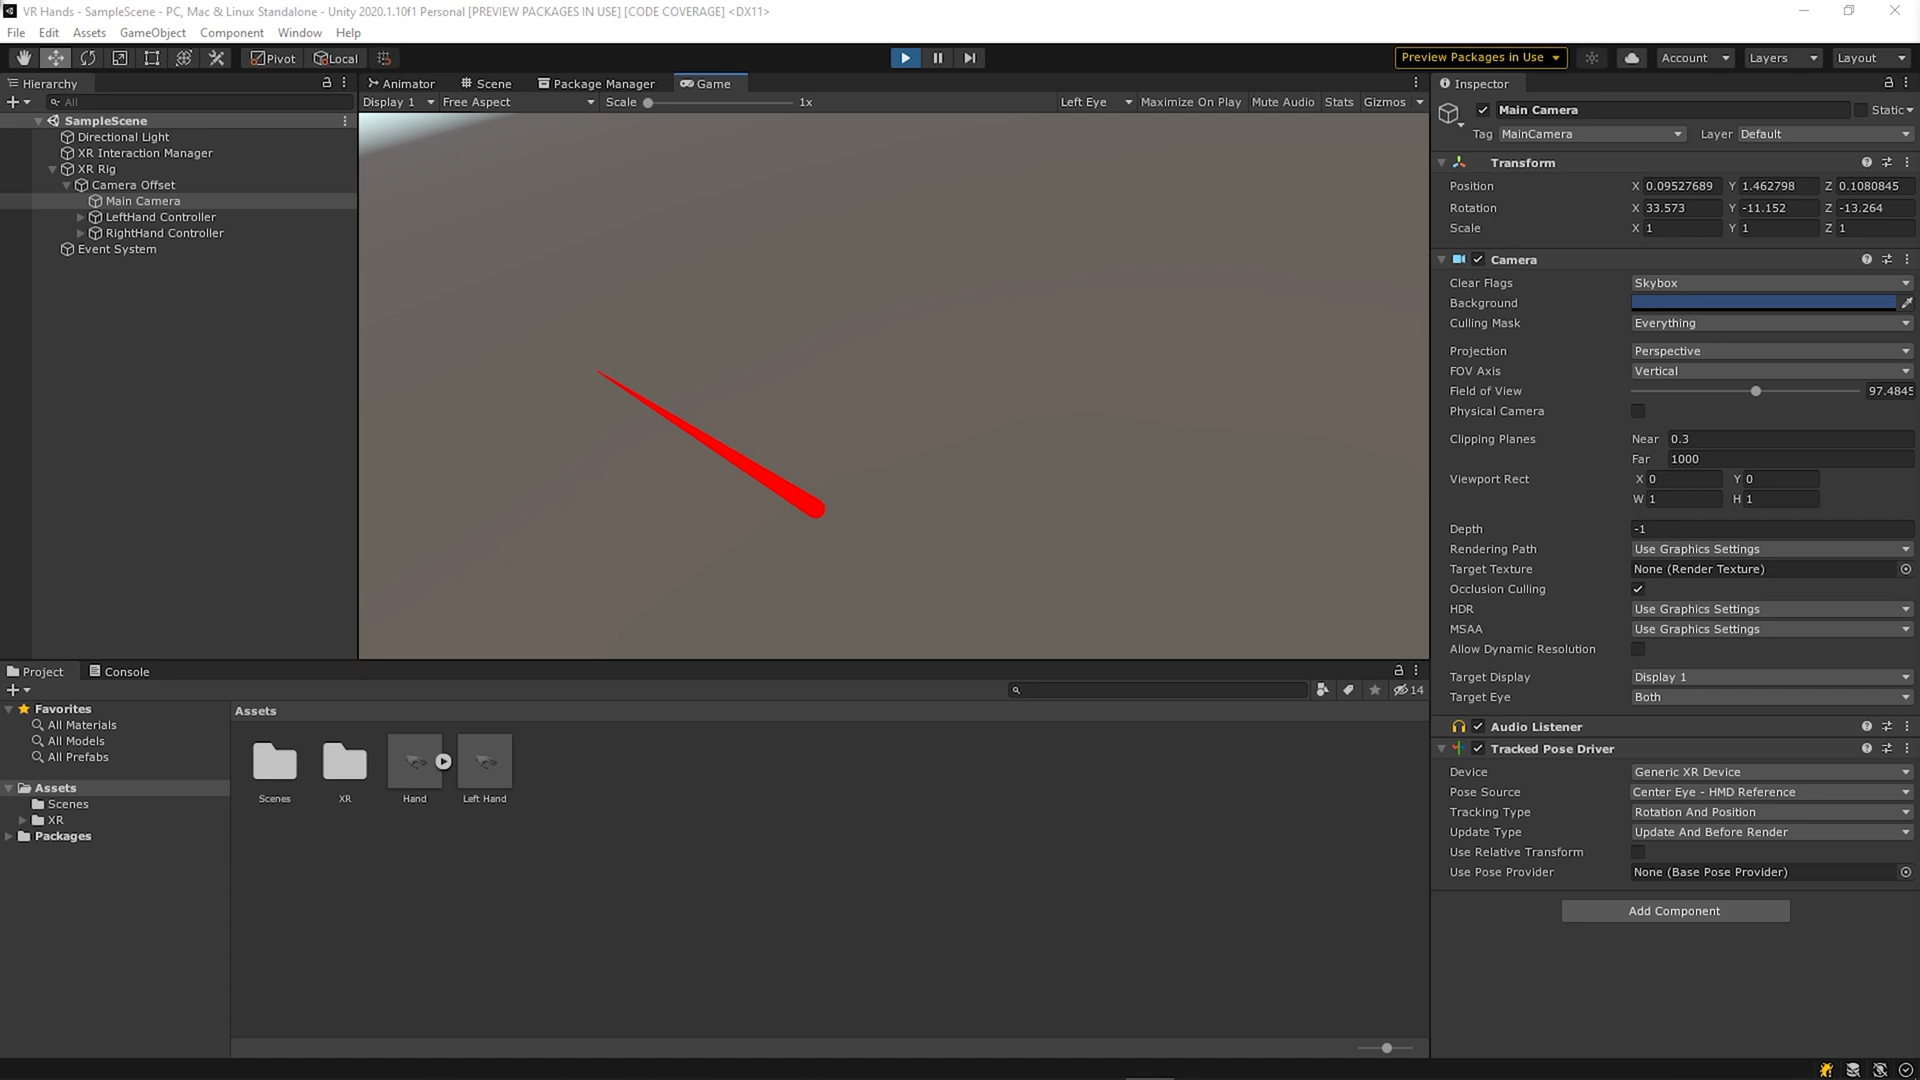 VR Hands - SampleScene - PC, Mac & Linux Standalone - Unity 2020.1.10f1 Personal [PREVIEW PACKAGES IN USE] [CODE COVERAGE] <DX11>
File Edit Assets GameObject Component Window Help
Pivot Local Preview Packages in Use Account Layers Layout
Hierarchy
All
SampleScene
Directional Light
XR Interaction Manager
XR Rig
Camera Offset
Main Camera
LeftHand Controller
RightHand Controller
Event System
Animator Scene Package Manager Game
Display 1 Free Aspect Scale 1x Left Eye Maximize On Play Mute Audio Stats Gizmos
Inspector
Main Camera Static
Tag MainCamera Layer Default
Transform
Position X 0.09527689 Y 1.462798 Z 0.1080845
Rotation X 33.573 Y -11.152 Z -13.264
Scale X 1 Y 1 Z 1
Camera
Clear Flags Skybox
Background
Culling Mask Everything
Projection Perspective
FOV Axis Vertical
Field of View 97.4845
Physical Camera
Clipping Planes Near 0.3
Far 1000
Viewport Rect X 0 Y 0
W 1 H 1
Depth -1
Rendering Path Use Graphics Settings
Target Texture None (Render Texture)
Occlusion Culling
HDR Use Graphics Settings
MSAA Use Graphics Settings
Allow Dynamic Resolution
Target Display Display 1
Target Eye Both
Audio Listener
Tracked Pose Driver
Device Generic XR Device
Pose Source Center Eye - HMD Reference
Tracking Type Rotation And Position
Update Type Update And Before Render
Use Relative Transform
Use Pose Provider None (Base Pose Provider)
Add Component
Project Console
14
Favorites
All Materials
All Models
All Prefabs
Assets
Scenes
XR
Packages
Assets
Scenes XR Hand Left Hand